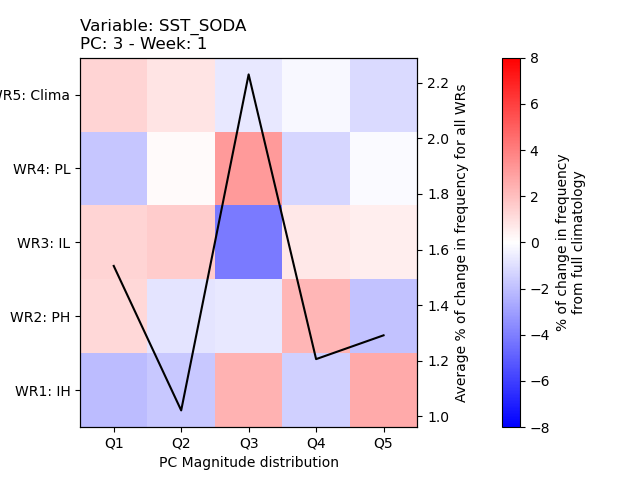 Variable: SST_SODA
PC: 3 - Week: 1
WR5: Clima
WR4: PL
WR3: IL
WR2: PH
WR1: IH
Q1 Q2 Q3 Q4 Q5
PC Magnitude distribution
2.2
2.0
1.8
1.6
1.4
1.2
1.0
Average % of change in frequency for all WRs
8
6
4
2
0
−2
−4
−6
−8
% of change in frequency
from full climatology